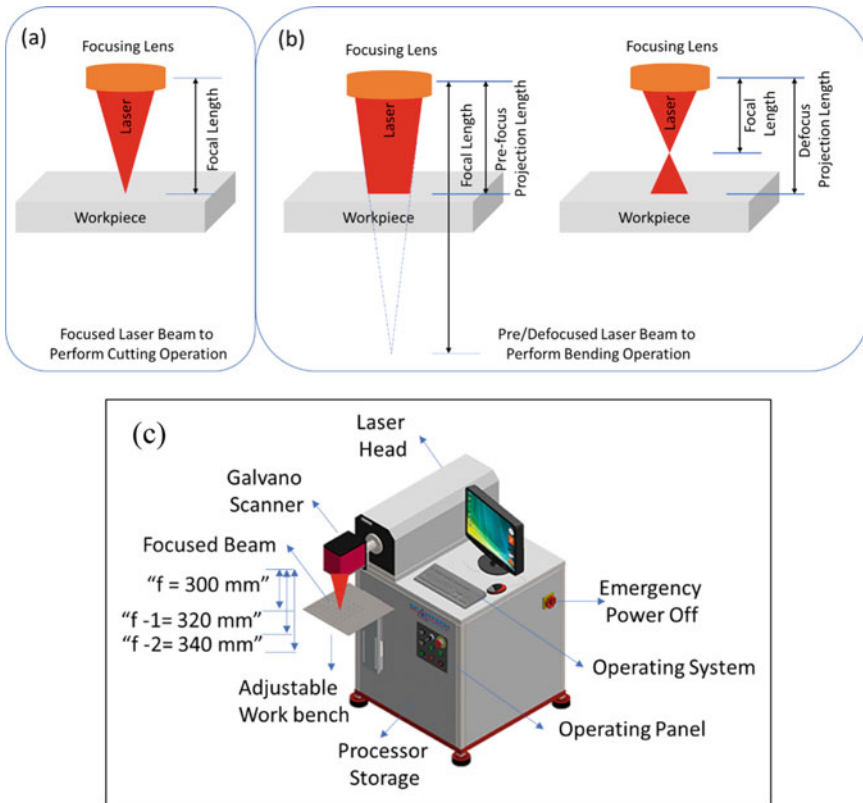 (a)
Focusing Lens
Laser
Focal Length
Workpiece
Focused Laser Beam to
Perform Cutting Operation
(b)
Focusing Lens
Laser
Focal Length
Pre-focus
Projection Length
Workpiece
Focusing Lens
Laser
Focal
Length
Defocus
Projection Length
Workpiece
Pre/Defocused Laser Beam to
Perform Bending Operation
(c)
Laser
Head
Galvano
Scanner
Focused Beam
“f = 300 mm”
“f -1= 320 mm”
“f -2= 340 mm”
Adjustable
Work bench
Processor
Storage
Emergency
Power Off
Operating System
Operating Panel